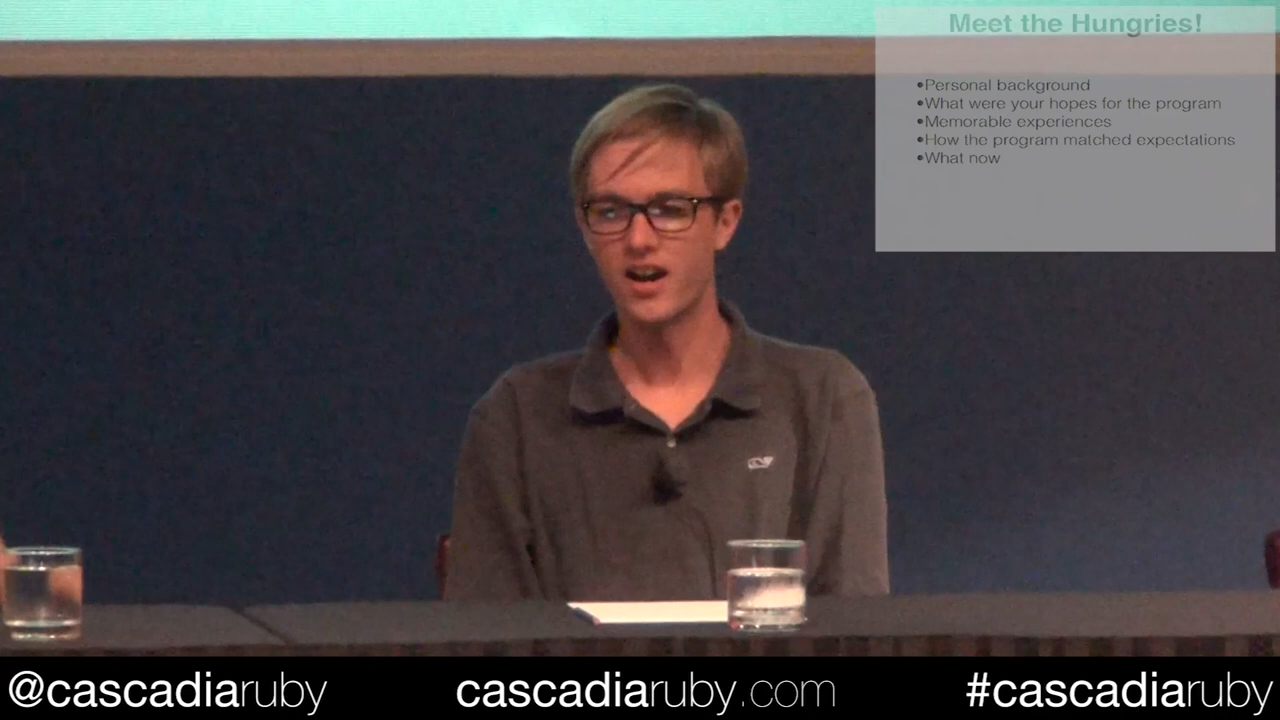 Meet the Hungries!
•Personal background
•What were your hopes for the program
•Memorable experiences
•How the program matched expectations
•What now
@cascadiaruby cascadiaruby.com #cascadiaruby